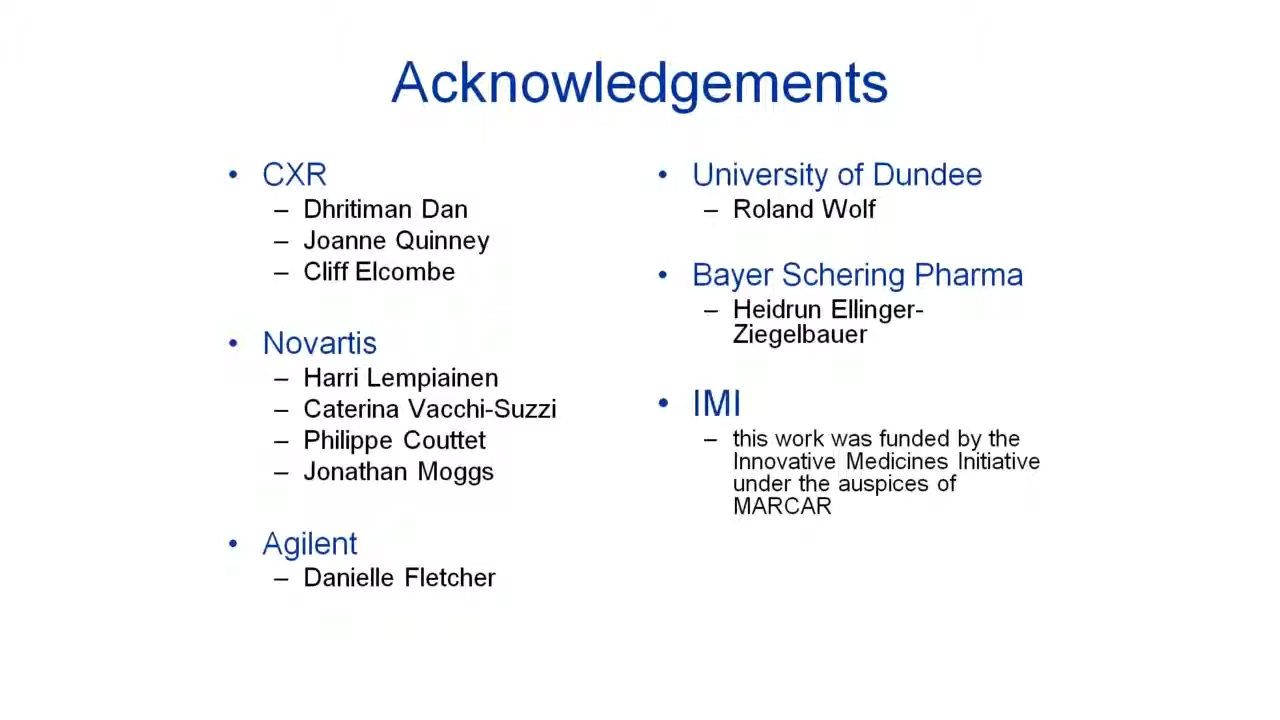 Acknowledgements
• CXR
– Dhritiman Dan
– Joanne Quinney
– Cliff Elcombe
• Novartis
– Harri Lempiainen
– Caterina Vacchi-Suzzi
– Philippe Couttet
– Jonathan Moggs
• Agilent
– Danielle Fletcher
• University of Dundee
– Roland Wolf
• Bayer Schering Pharma
– Heidrun Ellinger-
Ziegelbauer
• IMI
– this work was funded by the
Innovative Medicines Initiative
under the auspices of
MARCAR